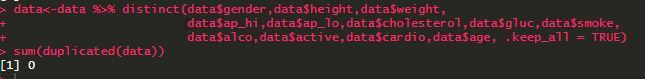 > data<-data %>% distinct(data$gender,data$height,data$weight,
+ data$ap_hi,data$ap_lo,data$cholesterol,data$gluc,data$smoke,
+ data$alco,data$active,data$cardio,data$age, .keep_all = TRUE)
> sum(duplicated(data))
[1] 0
>